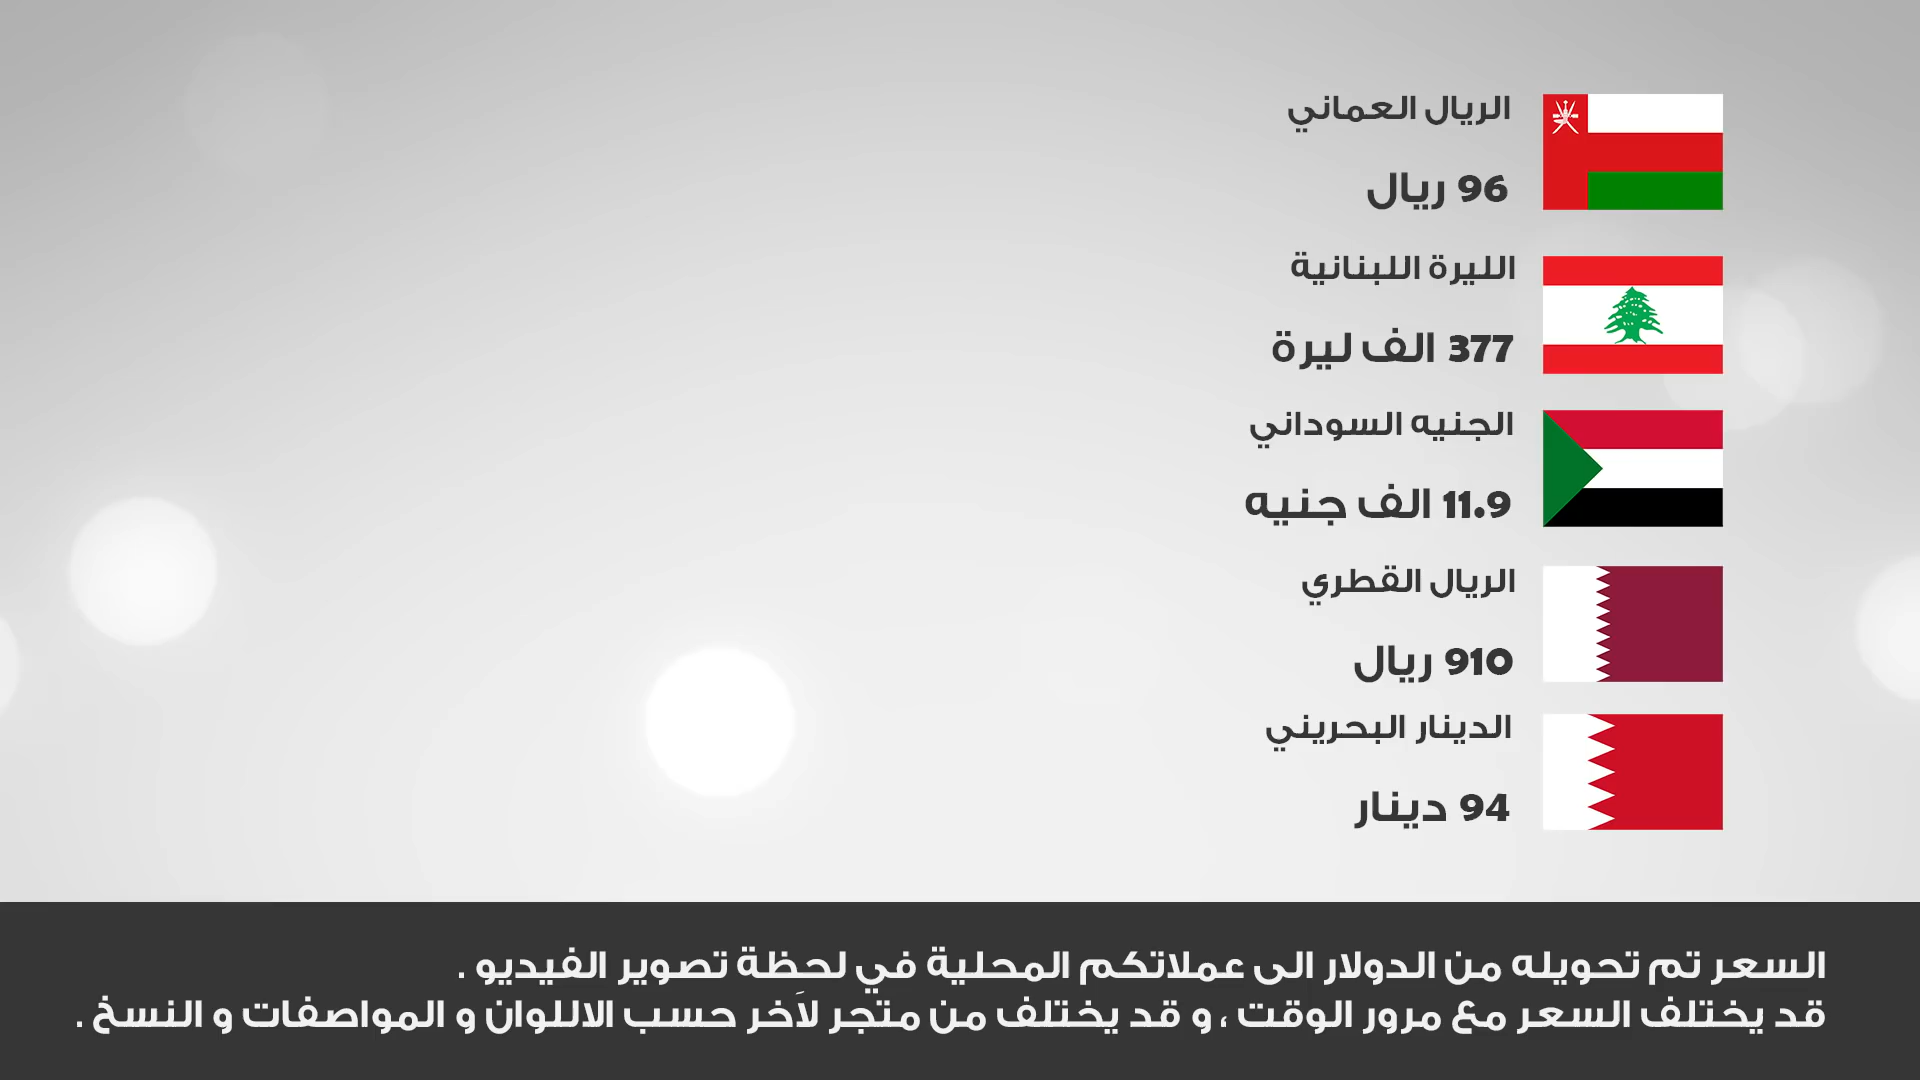 الريال العماني
96 ريال
الليرة اللبنانية
377 الف ليرة
الجنيه السوداني
11.9 الف جنيه
الريال القطري
910 ريال
الدينار البحريني
94 دينار
السعر تم تحويله من الدولار الى عملاتكم المحلية في لحظة تصوير الفيديو .
قد يختلف السعر مع مرور الوقت ، و قد يختلف من متجر لآخر حسب الاللوان و المواصفات و النسخ .